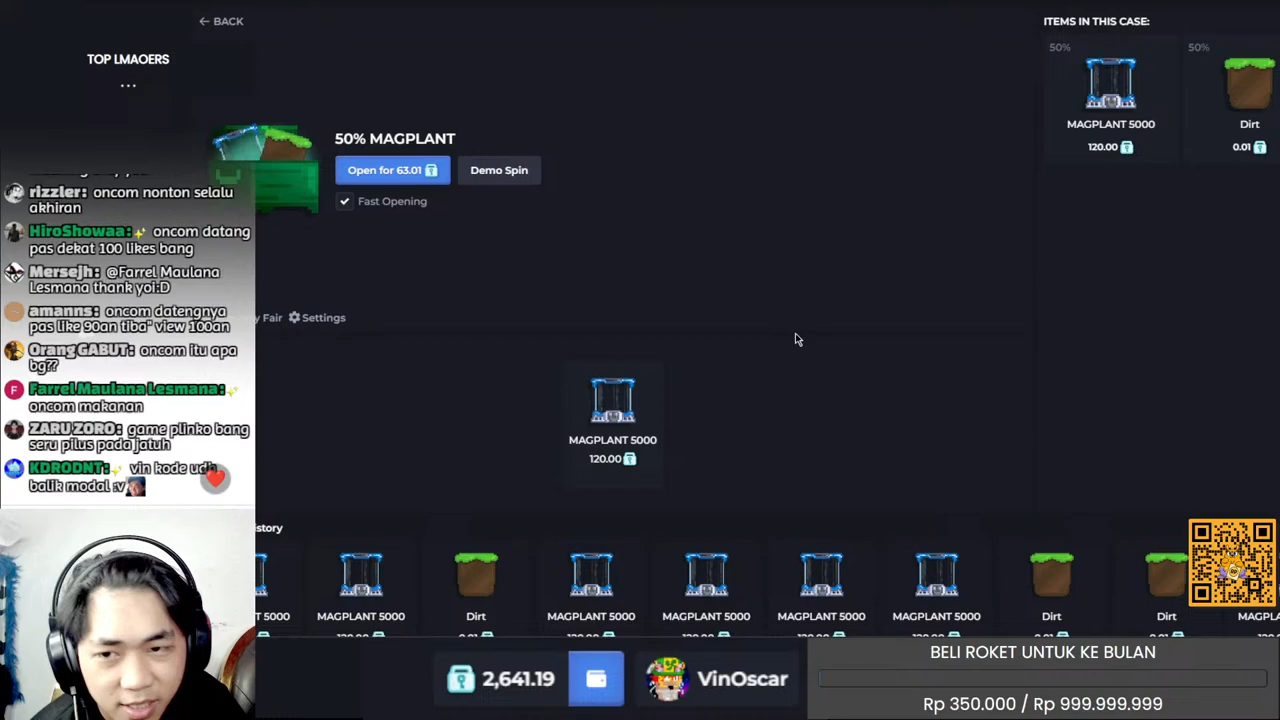 BACK
ITEMS IN THIS CASE:
TOP LMAOERS
...
50%
50%
MAGPLANT 5000
Dirt
120.00
0.01
50% MAGPLANT
Open for 63.01
Demo Spin
Fast Opening
rizzler: oncom nonton selalu
akhiran
HiroShowaa: oncom datang
pas dekat 100 likes bang
Mersejh: @Farrel Maulana
Lesmana thank yoi:D
amanns: oncom datengnya
pas like 90an tiba" view 100an
Orang GABUT: oncom itu apa
bg??
Farrel Maulana Lesmana:
oncom makanan
ZARU ZORO: game plinko bang
seru pilus pada jatuh
KDRODNT: vin kode udh
balik modal :v
F
Fair
Settings
MAGPLANT 5000
120.00
istory
5000
MAGPLANT 5000
Dirt
MAGPLANT 5000
MAGPLANT 5000
MAGPLANT 5000
MAGPLANT 5000
Dirt
Dirt
2,641.19
VinOscar
BELI ROKET UNTUK KE BULAN
Rp 350.000 / Rp 999.999.999